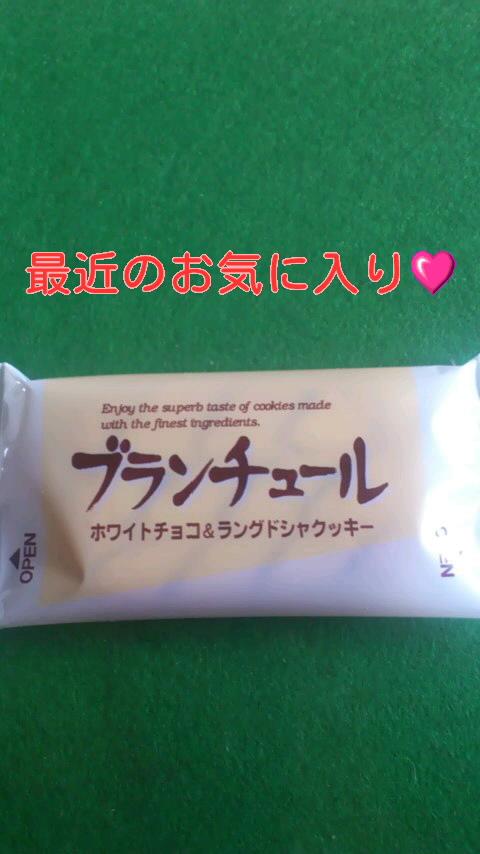 最近のお気に入り💗
Enjoy the superb taste of cookies made
with the finest ingredients.
ブランチュール
ホワイトチョコ&ラングドシャクッキー
OPEN